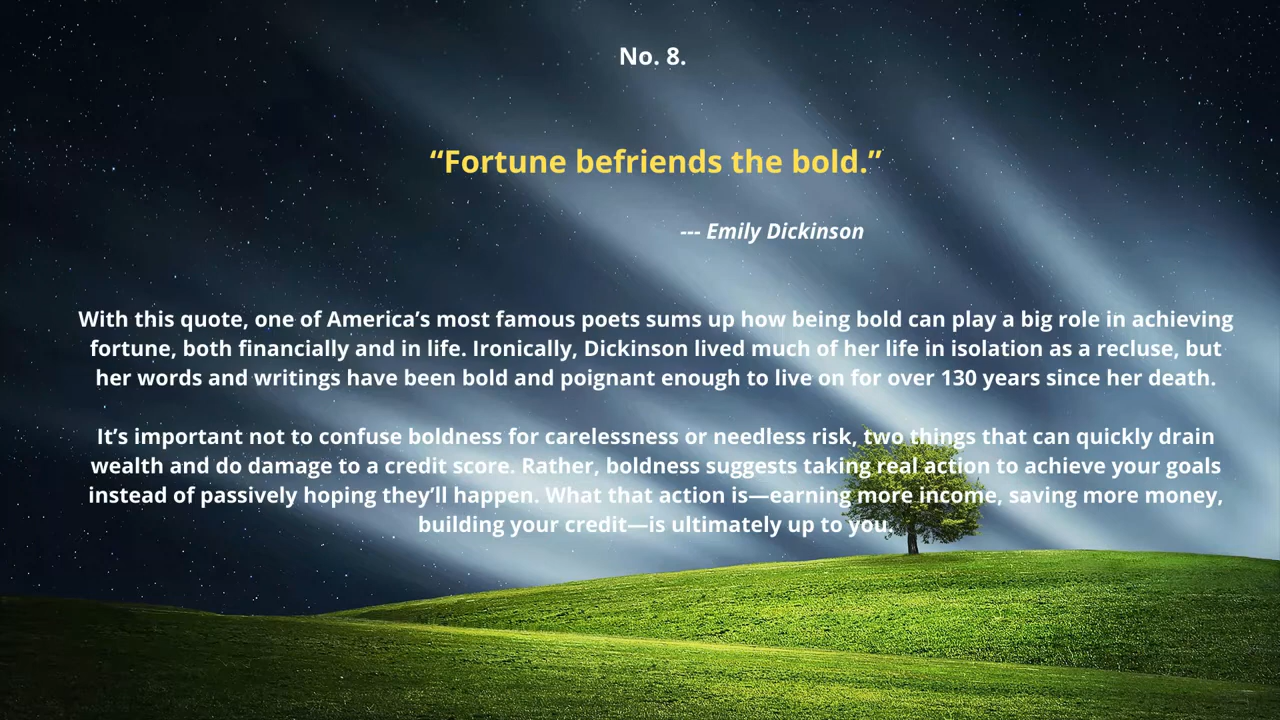 No. 8.
“Fortune befriends the bold.”
--- Emily Dickinson
With this quote, one of America’s most famous poets sums up how being bold can play a big role in achieving
fortune, both financially and in life. Ironically, Dickinson lived much of her life in isolation as a recluse, but
her words and writings have been bold and poignant enough to live on for over 130 years since her death.
It’s important not to confuse boldness for carelessness or needless risk, two things that can quickly drain
wealth and do damage to a credit score. Rather, boldness suggests taking real action to achieve your goals
instead of passively hoping they’ll happen. What that action is—earning more income, saving more money,
building your credit—is ultimately up to you.